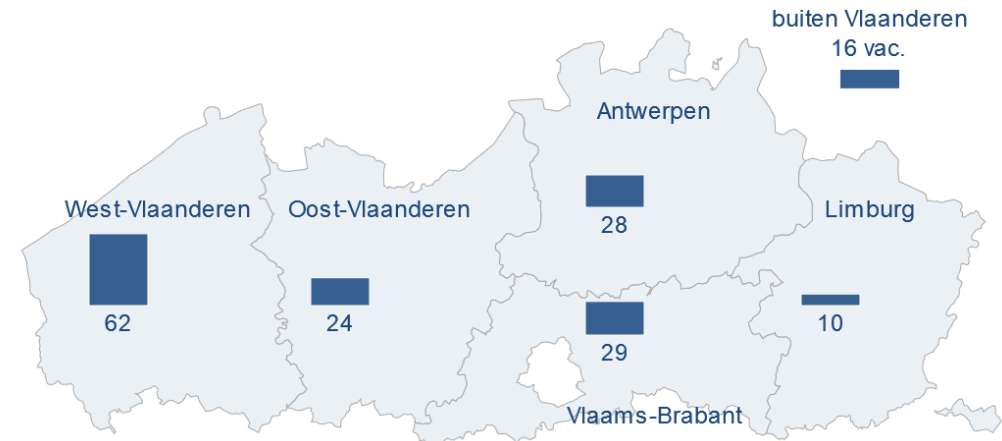 buiten Vlaanderen
16 vac.
Antwerpen
28
West-Vlaanderen
62
Oost-Vlaanderen
24
Limburg
10
29
Vlaams-Brabant